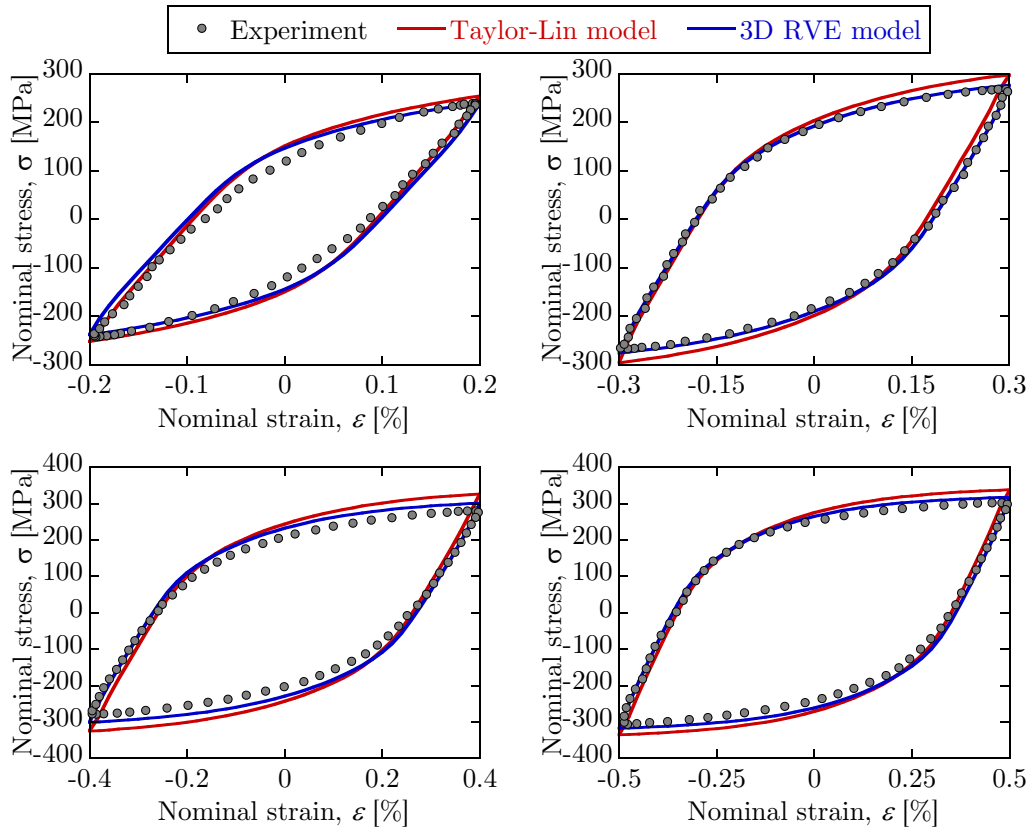 Experiment Taylor-Lin model 3D RVE model
300
200
100
0
-100
-200
-300
-0.2 -0.1 0 0.1 0.2
Nominal strain, ε [%]
Nominal stress, σ [MPa]
300
200
100
0
-100
-200
-300
-0.3 -0.15 0 0.15 0.3
Nominal strain, ε [%]
Nominal stress, σ [MPa]
400
300
200
100
0
-100
-200
-300
-400
-0.4 -0.2 0 0.2 0.4
Nominal strain, ε [%]
Nominal stress, σ [MPa]
400
300
200
100
0
-100
-200
-300
-400
-0.5 -0.25 0 0.25 0.5
Nominal strain, ε [%]
Nominal stress, σ [MPa]